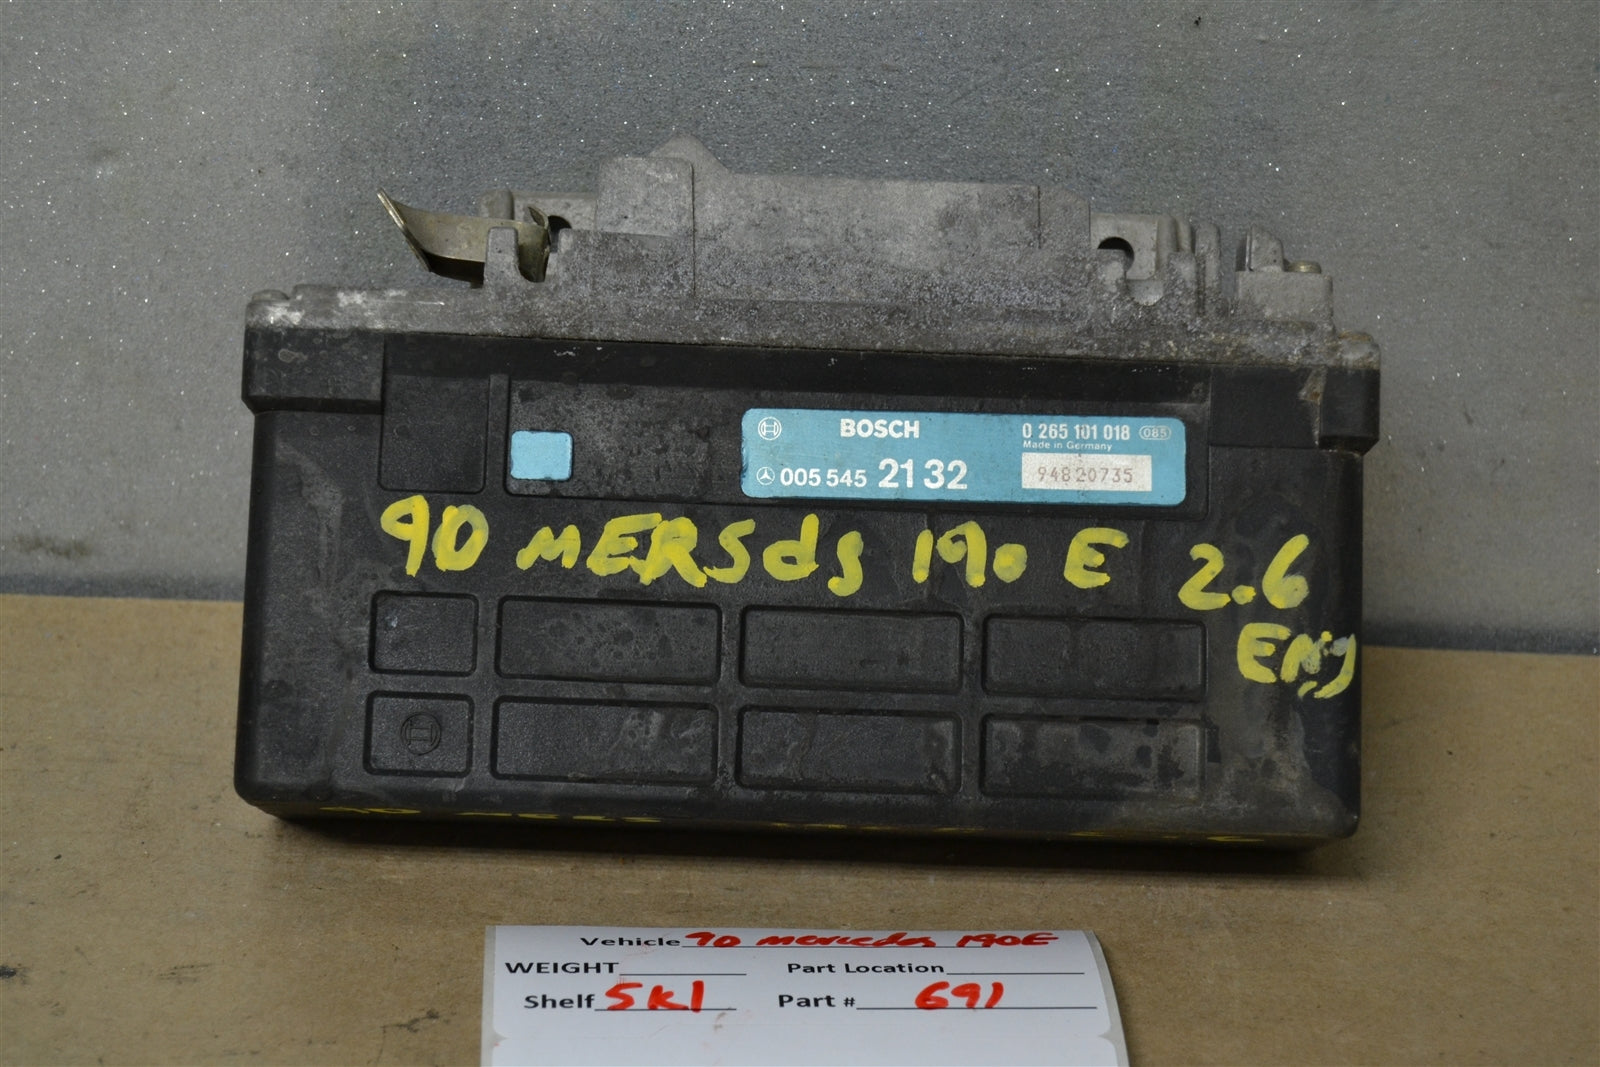 BOSCH 0 265 101 018 085
Made in Germany
005 545 21 32 94820735
90 MERSdS 190 E 2.6
ENJ
Vehicle 90 mercedes 190E
WEIGHT Part Location
Shelf 5K1 Part # 691